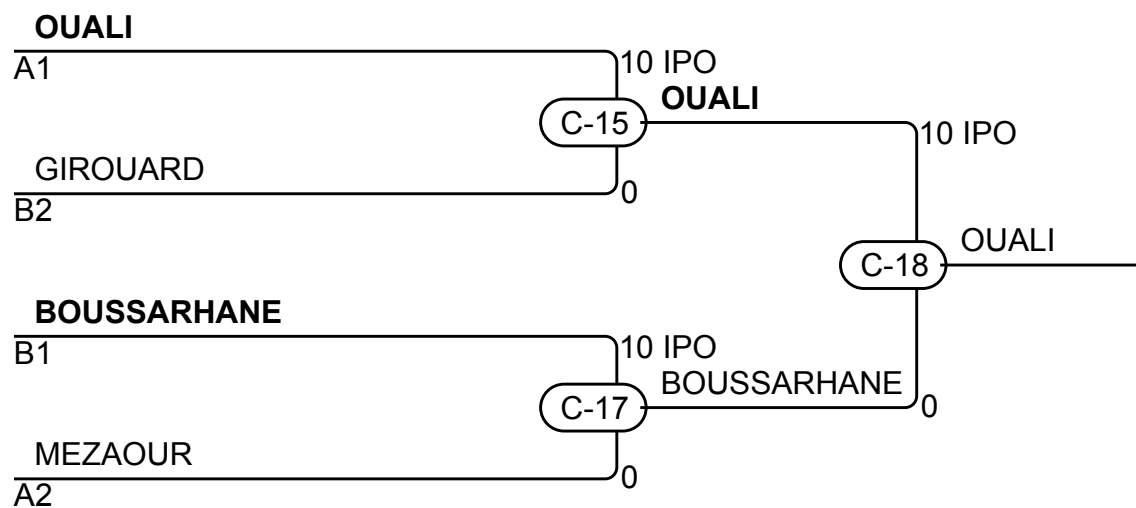 OUALI
A1
10 IPO
C-15
OUALI
10 IPO
GIROUARD
B2
0
C-18
OUALI
BOUSSARHANE
B1
10 IPO
C-17
BOUSSARHANE
0
MEZAOUR
A2
0